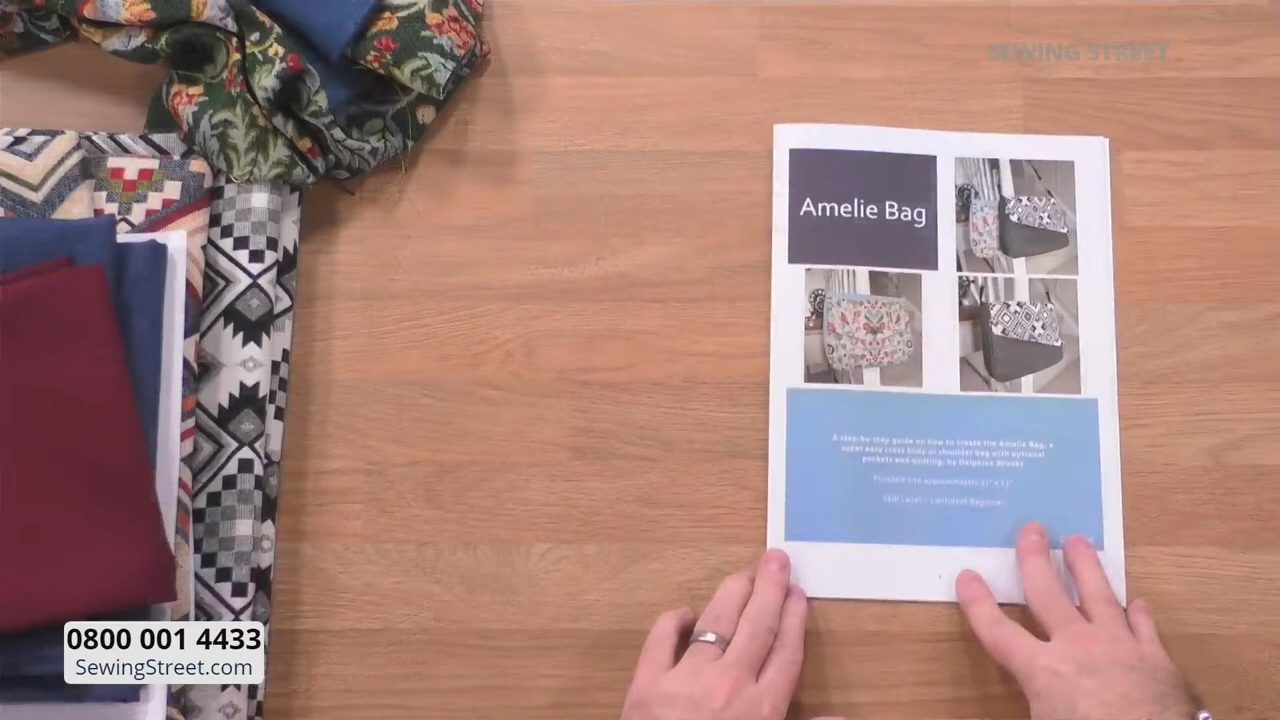 SEWING STREET
Amelie Bag
A step-by-step guide on how to create the Amelie Bag, a
super easy cross body or shoulder bag with optional
pockets and quilting, by Delphine Brooks
Finished size approximately
Skill Level: Confident Beginner
0800 001 4433
SewingStreet.com